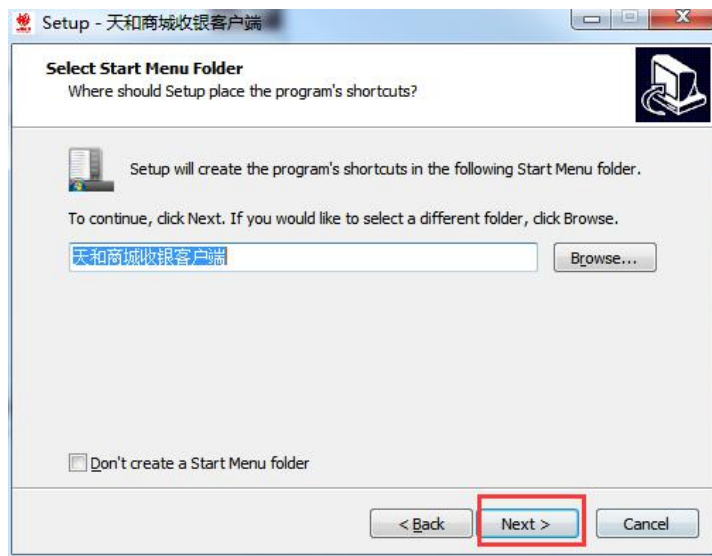 Setup - 天和商城收银客户端
Select Start Menu Folder
Where should Setup place the program's shortcuts?
Setup will create the program's shortcuts in the following Start Menu folder.
To continue, click Next. If you would like to select a different folder, click Browse.
天和商城收银客户端
Browse...
Don't create a Start Menu folder
< Back
Next >
Cancel